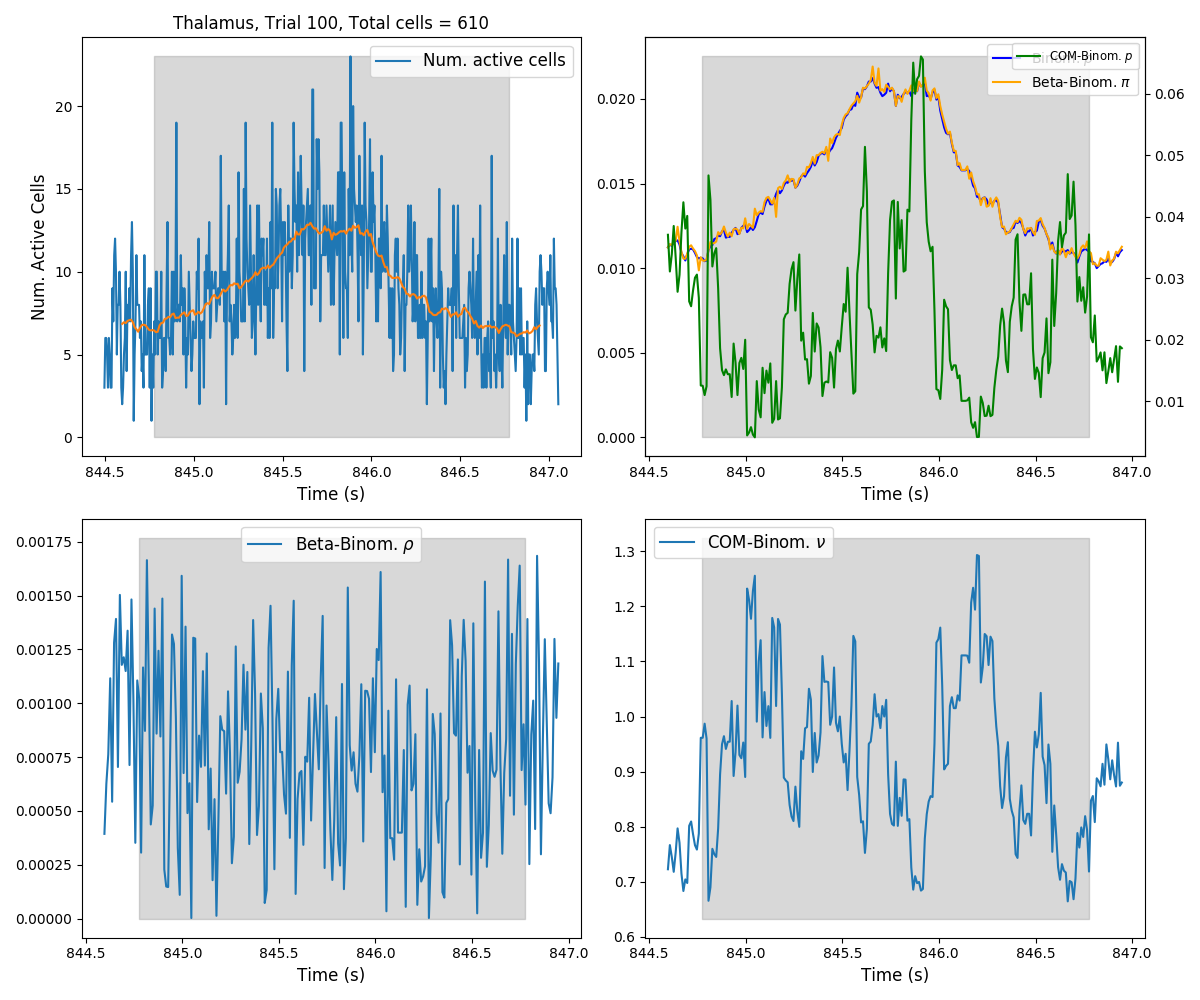 Thalamus, Trial 100, Total cells = 610
Num. active cells
Num. Active Cells
20
15
10
5
0
844.5 845.0 845.5 846.0 846.5 847.0
Time (s)
COM-Binom. p
Beta-Binom. π
0.020
0.015
0.010
0.005
0.000
0.06
0.05
0.04
0.03
0.02
0.01
844.5 845.0 845.5 846.0 846.5 847.0
Time (s)
Beta-Binom. ρ
0.00175
0.00150
0.00125
0.00100
0.00075
0.00050
0.00025
0.00000
844.5 845.0 845.5 846.0 846.5 847.0
Time (s)
COM-Binom. ν
1.3
1.2
1.1
1.0
0.9
0.8
0.7
0.6
844.5 845.0 845.5 846.0 846.5 847.0
Time (s)